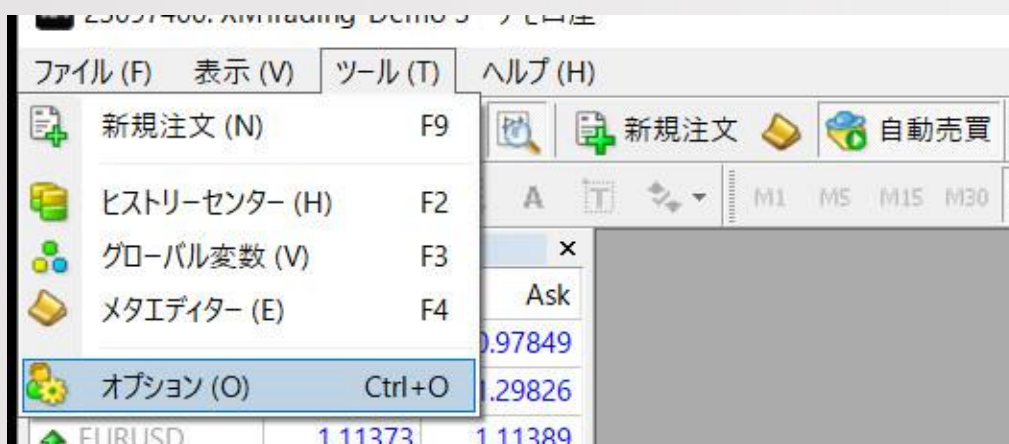 ファイル (F) 表示 (V) ツール (T) ヘルプ (H)
新規注文 (N) F9
新規注文 自動売買
ヒストリーセンター (H) F2
A T M1 M5 M15 M30
グローバル変数 (V) F3
メタエディター (E) F4
Ask
.97849
オプション (O) Ctrl+O
.29826
EURUSD 1.11373 1.11389